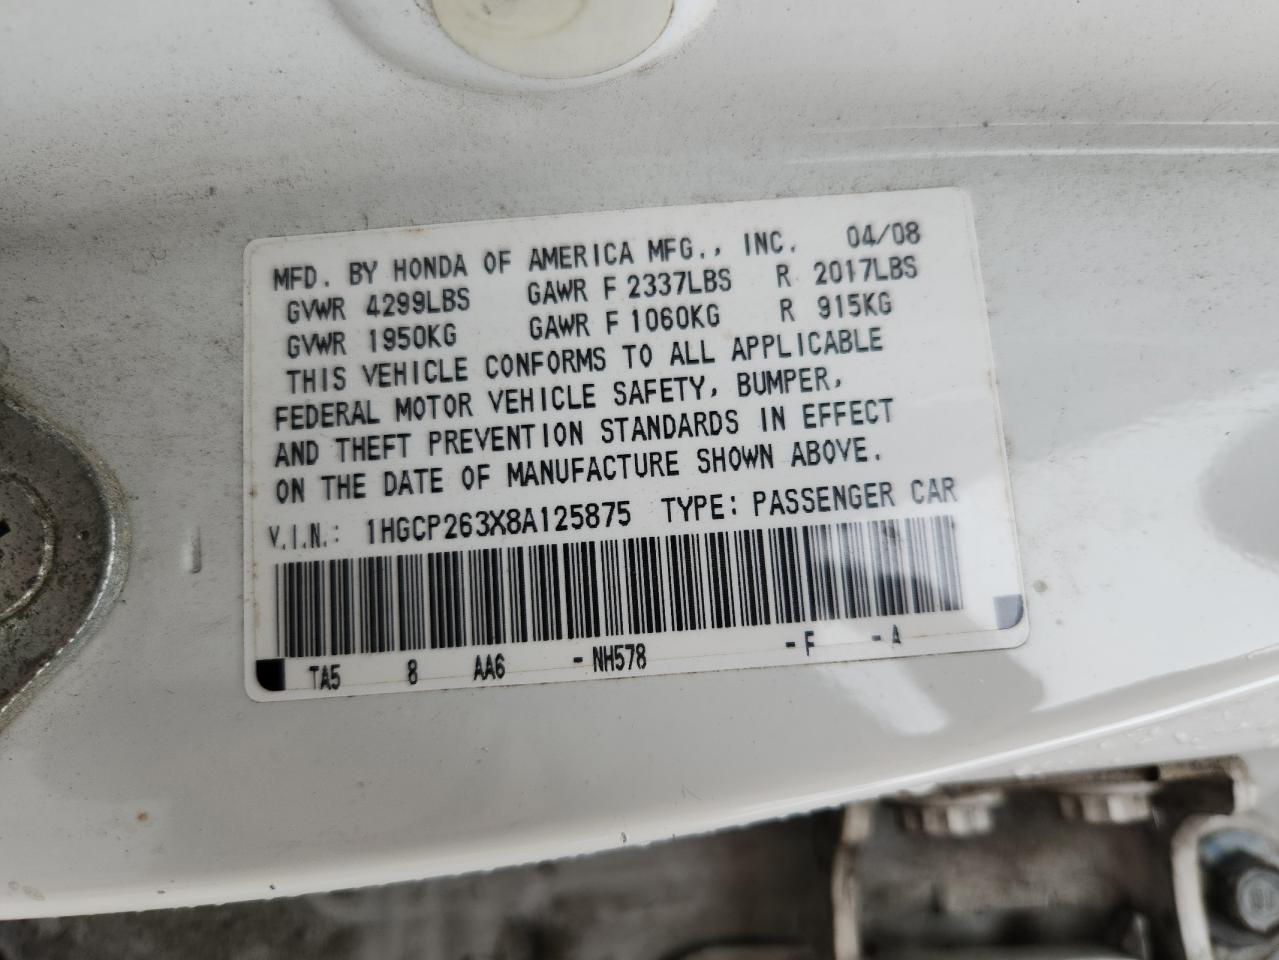 MFD. BY HONDA OF AMERICA MFG., INC. 04/08
GVWR 4299LBS GAWR F 2337LBS R 2017LBS
GVWR 1950KG GAWR F 1060KG R 915KG
THIS VEHICLE CONFORMS TO ALL APPLICABLE
FEDERAL MOTOR VEHICLE SAFETY, BUMPER,
AND THEFT PREVENTION STANDARDS IN EFFECT
ON THE DATE OF MANUFACTURE SHOWN ABOVE.
V.I.N.: 1HGCP263X8A125875 TYPE: PASSENGER CAR
TA5 8 AA6 -NH578 -F -A